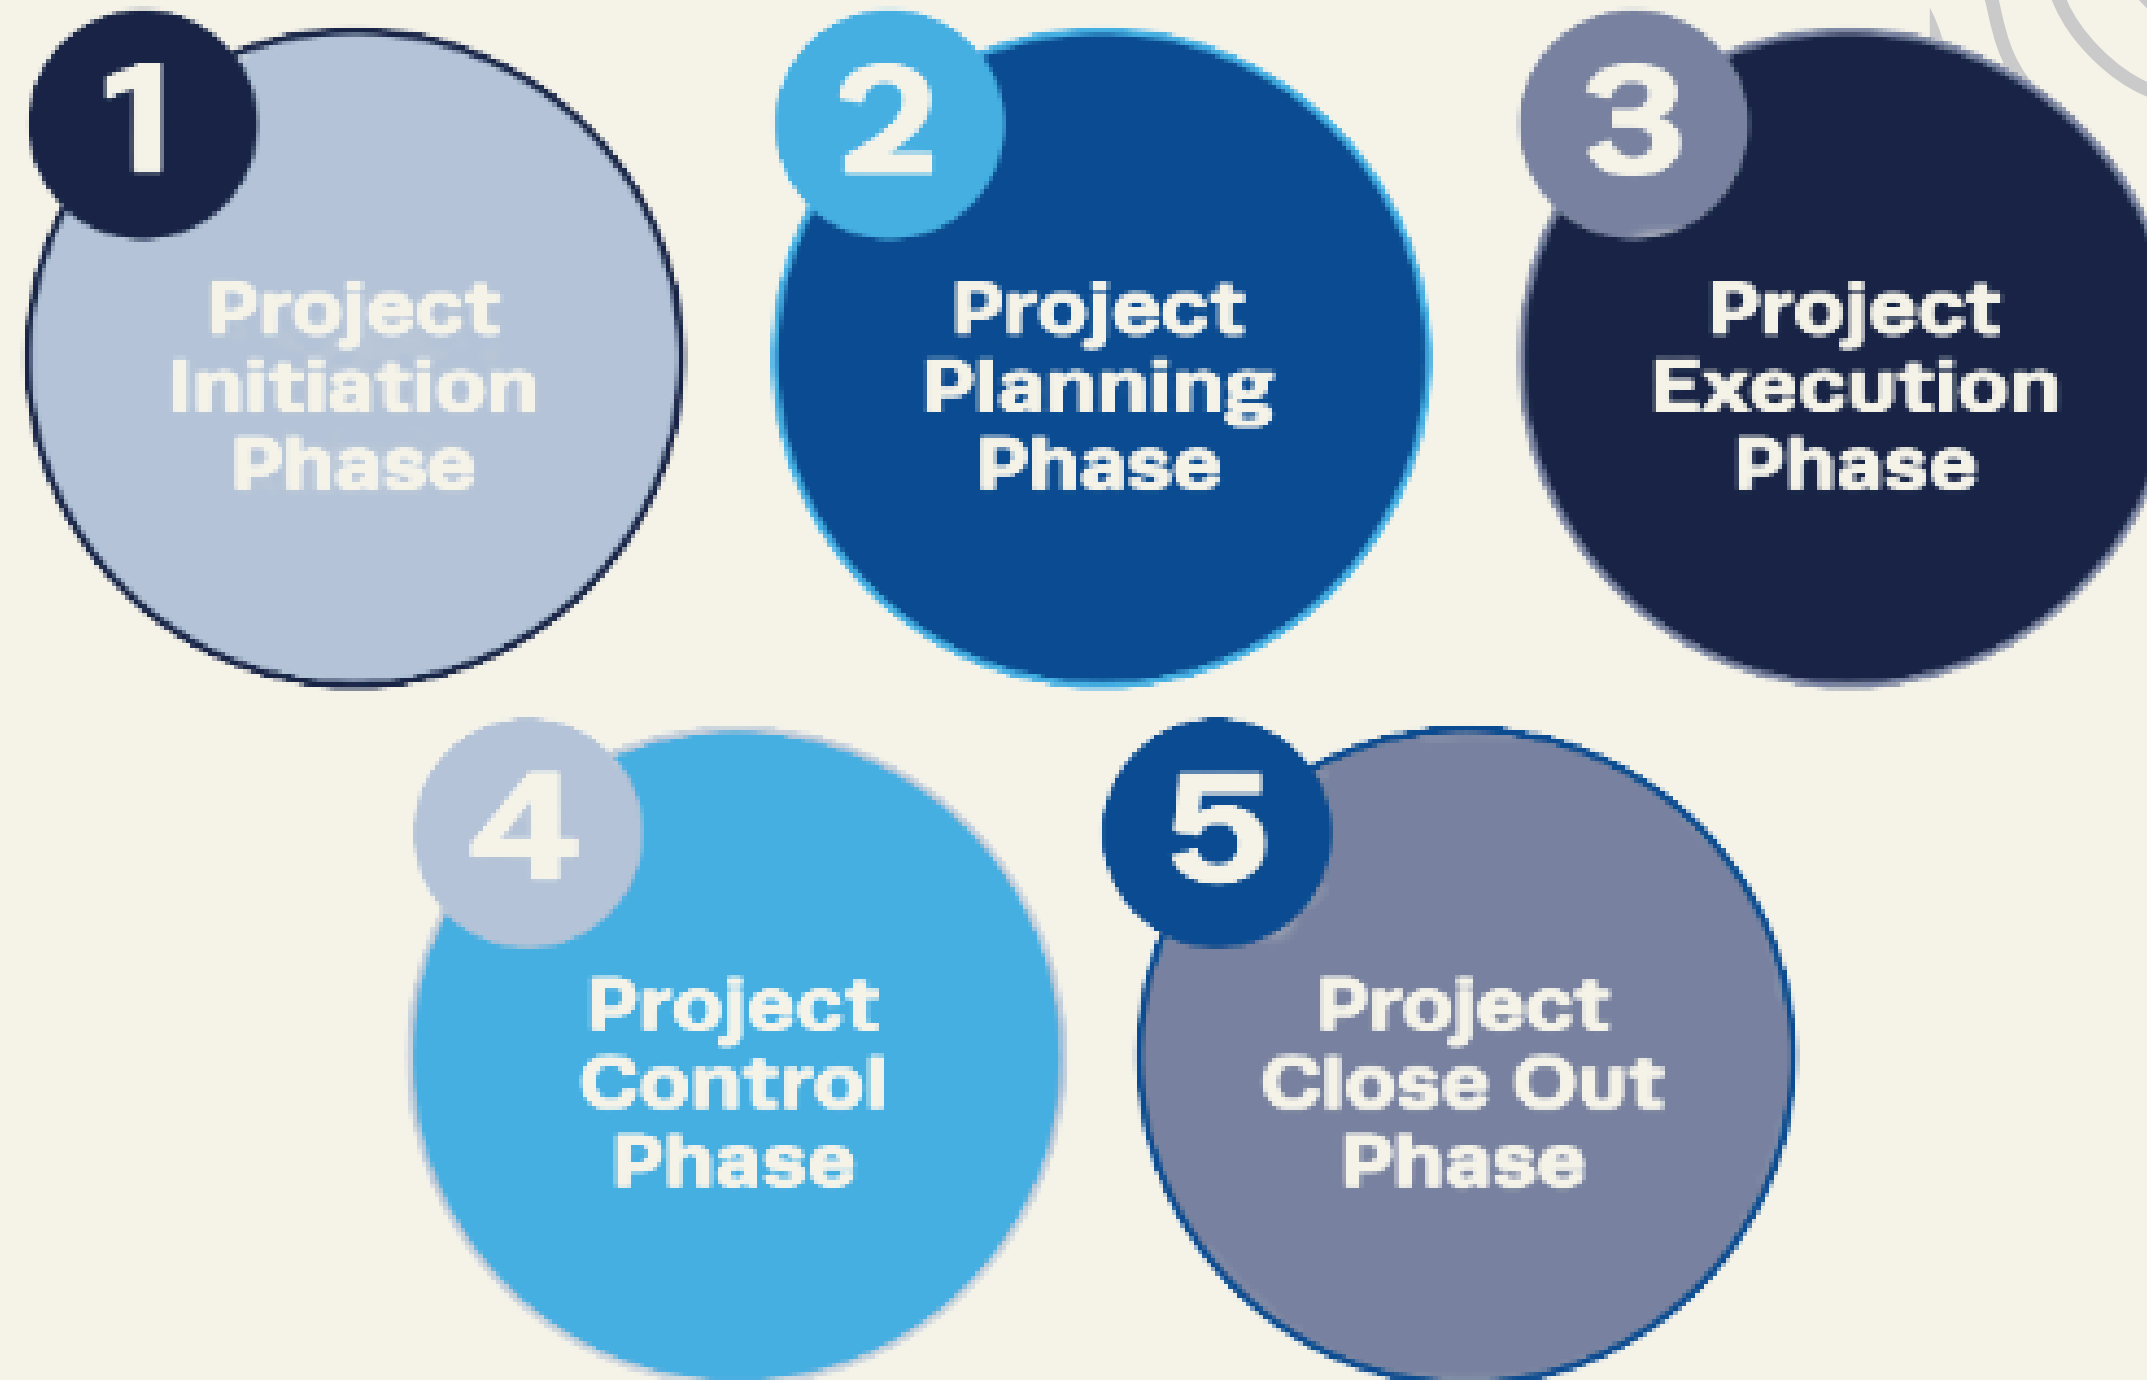 1
Project
Initiation
Phase
2
Project
Planning
Phase
3
Project
Execution
Phase
4
Project
Control
Phase
5
Project
Close Out
Phase